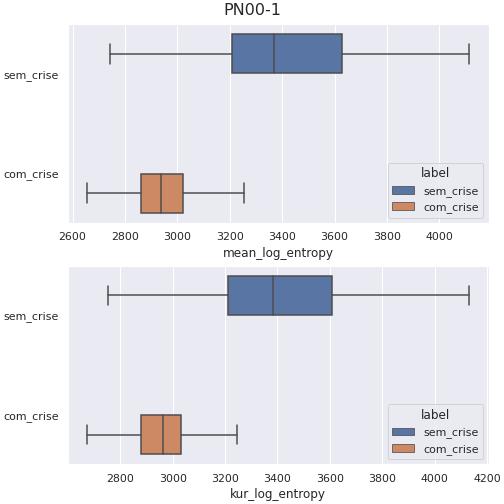 PN00-1
sem_crise
com_crise
label
sem_crise
com_crise
2600 2800 3000 3200 3400 3600 3800 4000
mean_log_entropy
sem_crise
com_crise
label
sem_crise
com_crise
2800 3000 3200 3400 3600 3800 4000 4200
kur_log_entropy